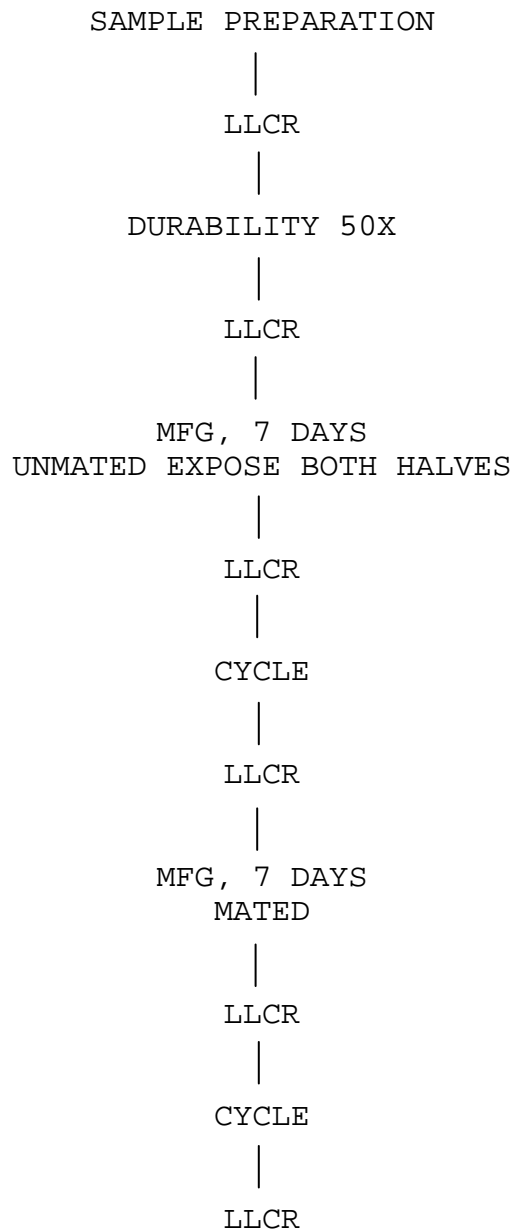 SAMPLE PREPARATION
LLCR
DURABILITY 50X
LLCR
MFG, 7 DAYS
UNMATED EXPOSE BOTH HALVES
LLCR
CYCLE
LLCR
MFG, 7 DAYS
MATED
LLCR
CYCLE
LLCR